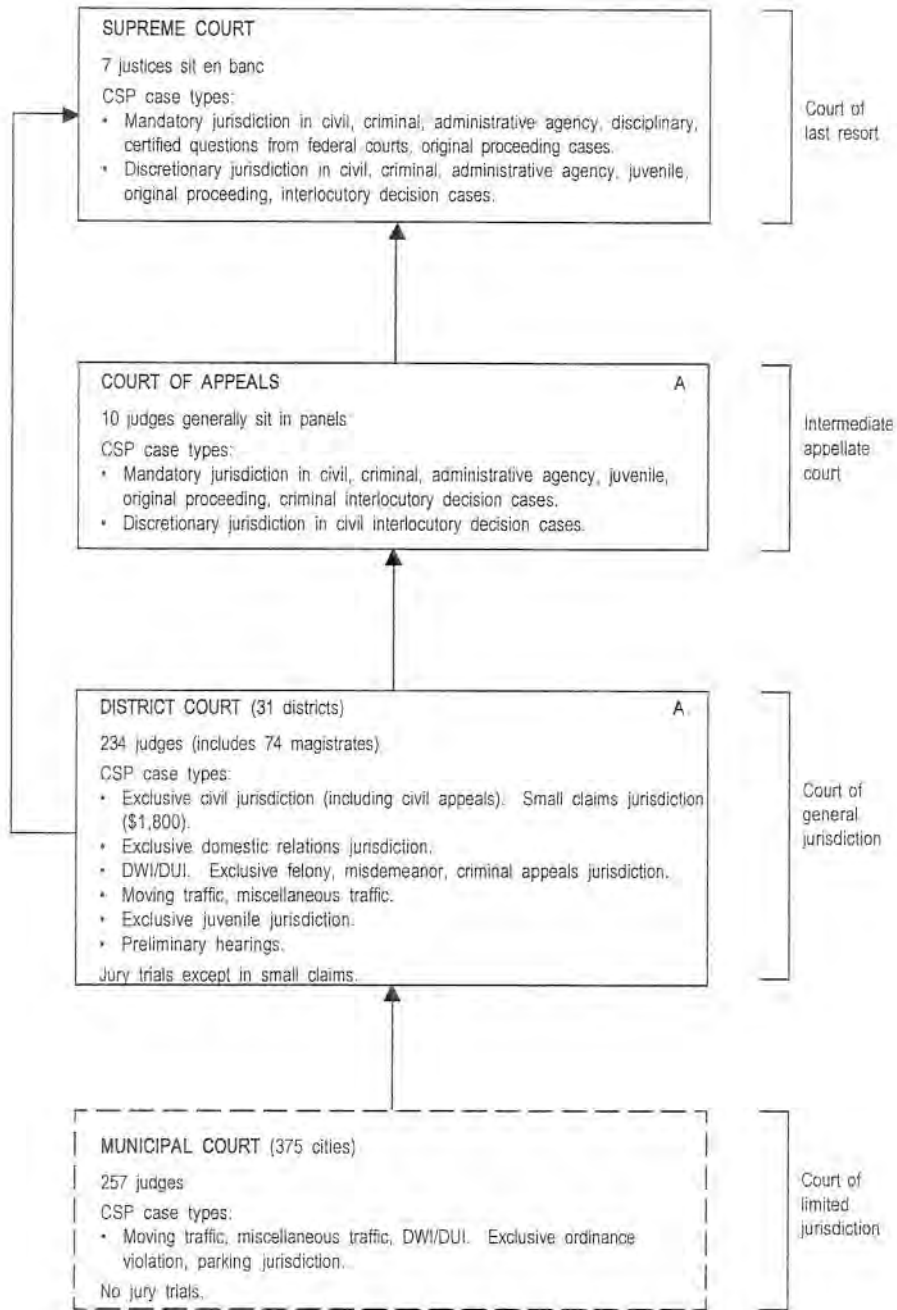 SUPREME COURT
7 justices sit en banc
CSP case types:
• Mandatory jurisdiction in civil, criminal, administrative agency, disciplinary,
certified questions from federal courts, original proceeding cases.
• Discretionary jurisdiction in civil, criminal, administrative agency, juvenile,
original proceeding, interlocutory decision cases.
Court of
last resort
COURT OF APPEALS A
10 judges generally sit in panels
CSP case types:
• Mandatory jurisdiction in civil, criminal, administrative agency, juvenile,
original proceeding, criminal interlocutory decision cases.
• Discretionary jurisdiction in civil interlocutory decision cases.
Intermediate
appellate
court
DISTRICT COURT (31 districts) A
234 judges (includes 74 magistrates)
CSP case types:
• Exclusive civil jurisdiction (including civil appeals). Small claims jurisdiction
($1,800).
• Exclusive domestic relations jurisdiction.
• DWI/DUI. Exclusive felony, misdemeanor, criminal appeals jurisdiction.
• Moving traffic, miscellaneous traffic.
• Exclusive juvenile jurisdiction.
• Preliminary hearings.
Jury trials except in small claims.
Court of
general
jurisdiction
MUNICIPAL COURT (375 cities)
257 judges
CSP case types:
• Moving traffic, miscellaneous traffic, DWI/DUI. Exclusive ordinance
violation, parking jurisdiction.
No jury trials.
Court of
limited
jurisdiction